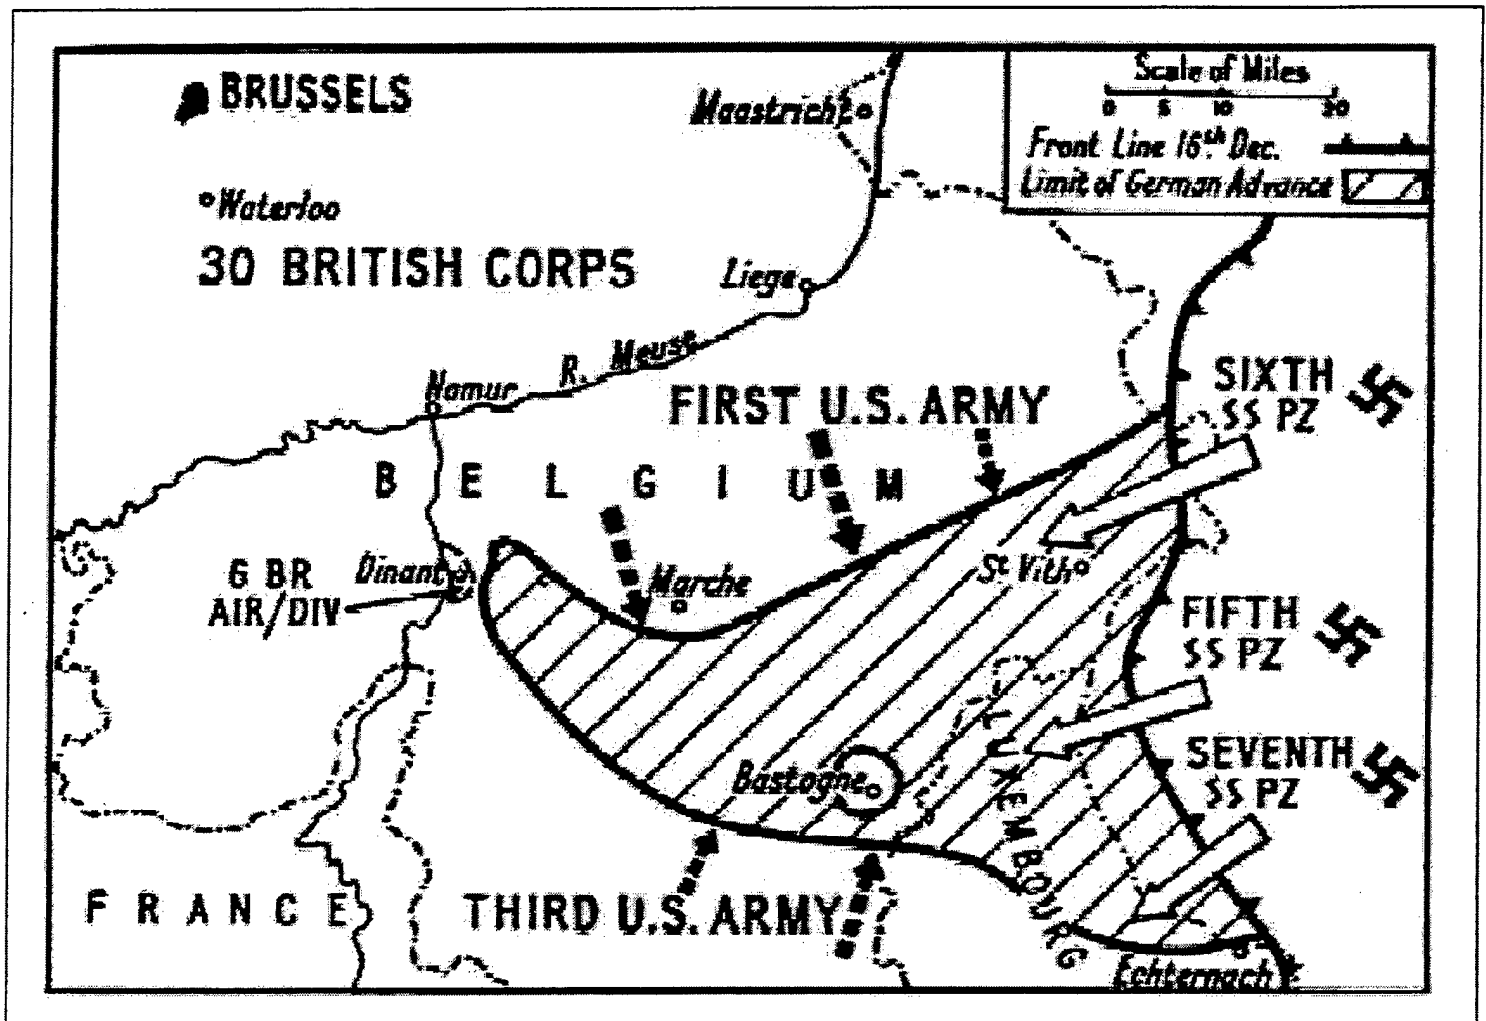 BRUSSELS
Maastricht
Scale of Miles
0 5 10 20
Front Line 16th Dec.
Limit of German Advance
Waterloo
30 BRITISH CORPS
Liege
R. Meuse
Namur
FIRST U.S. ARMY
SIXTH
SS PZ
BELGIUM
6 BR
AIR/DIV
Dinant
Marche
St Vith
FIFTH
SS PZ
LUXEMBOURG
Bastogne
SEVENTH
SS PZ
FRANCE
THIRD U.S. ARMY
Echternach